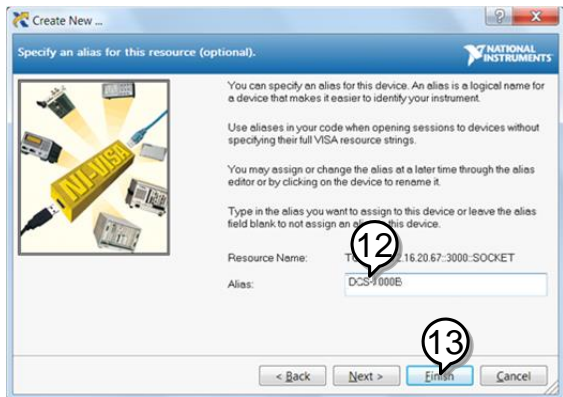 Create New ...
Specify an alias for this resource (optional).
NATIONAL
INSTRUMENTS
You can specify an alias for this device. An alias is a logical name for
a device that makes it easier to identify your instrument.
Use aliases in your code when opening sessions to devices without
specifying their full VISA resource strings.
You may assign or change the alias at a later time through the alias
editor or by clicking on the device to rename it.
Type in the alias you want to assign to this device or leave the alias
field blank to not assign an alias this device.
NI-VISA
12
Resource Name: 2.16.20.67::3000::SOCKET
Alias:
13
< Back Next > Finish Cancel